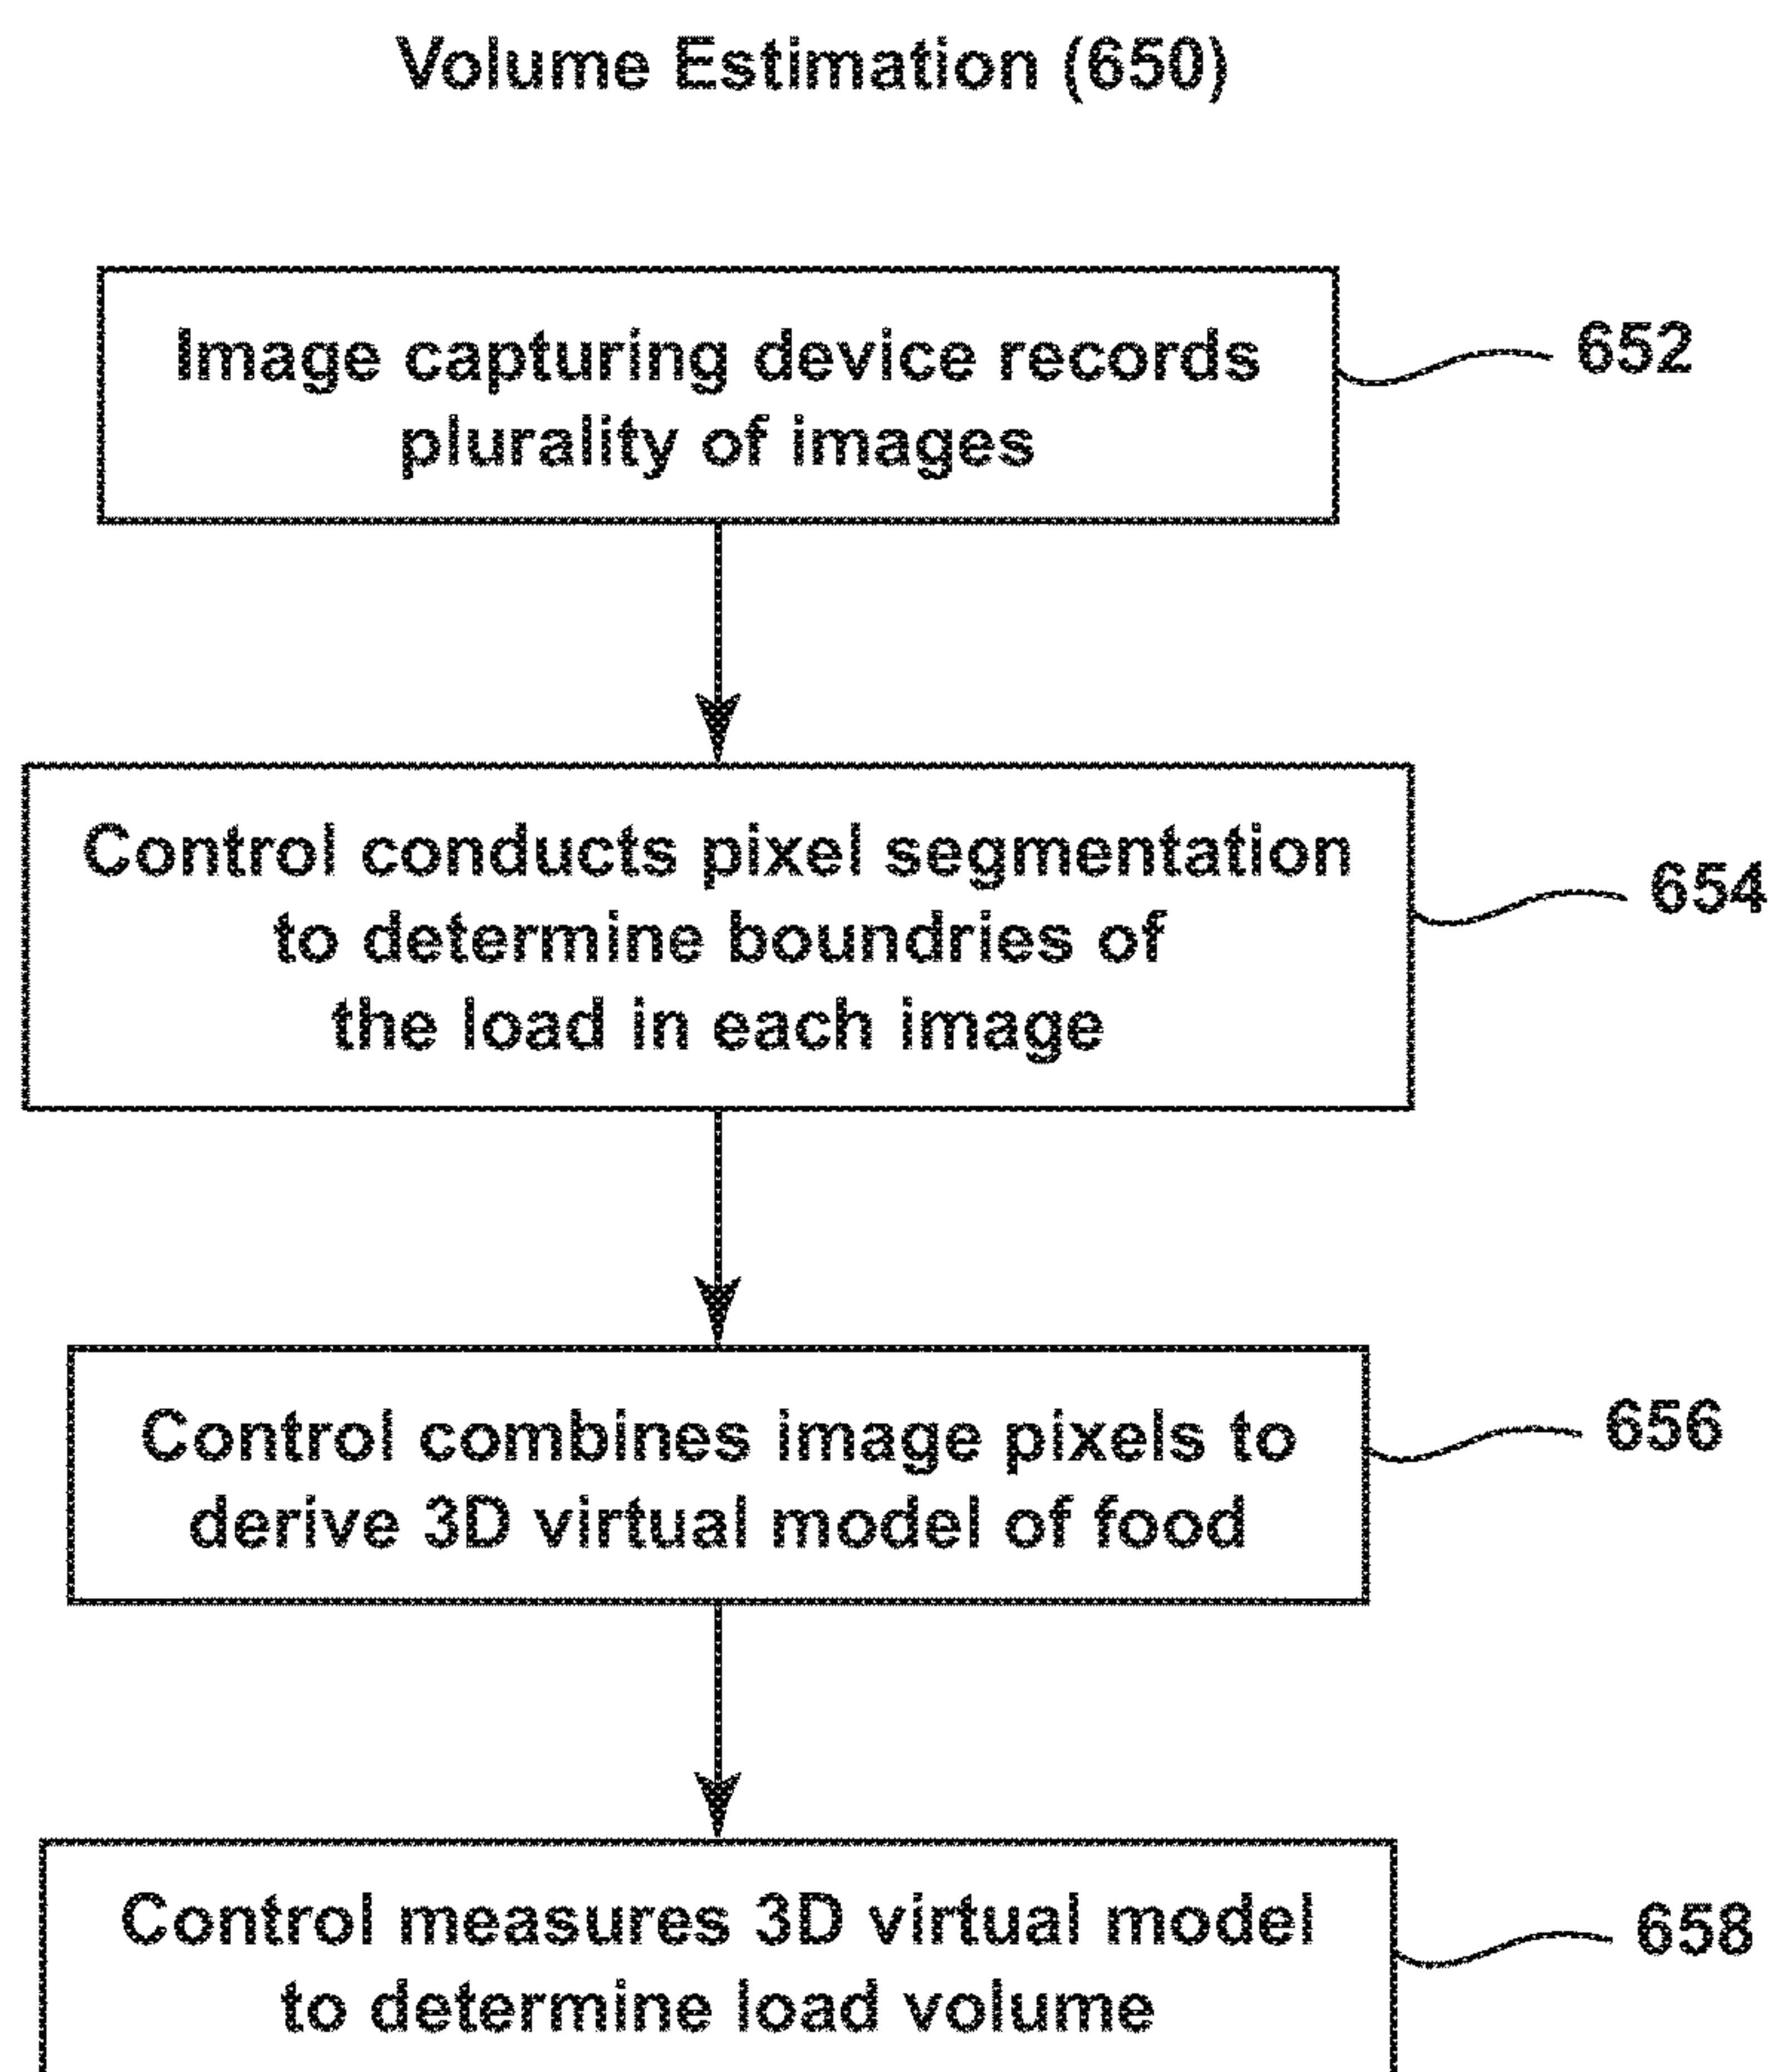 Volume Estimation (650)
Image capturing device records
plurality of images
652
Control conducts pixel segmentation
to determine boundries of
the load in each image
654
Control combines image pixels to
derive 3D virtual model of food
656
Control measures 3D virtual model
to determine load volume
658